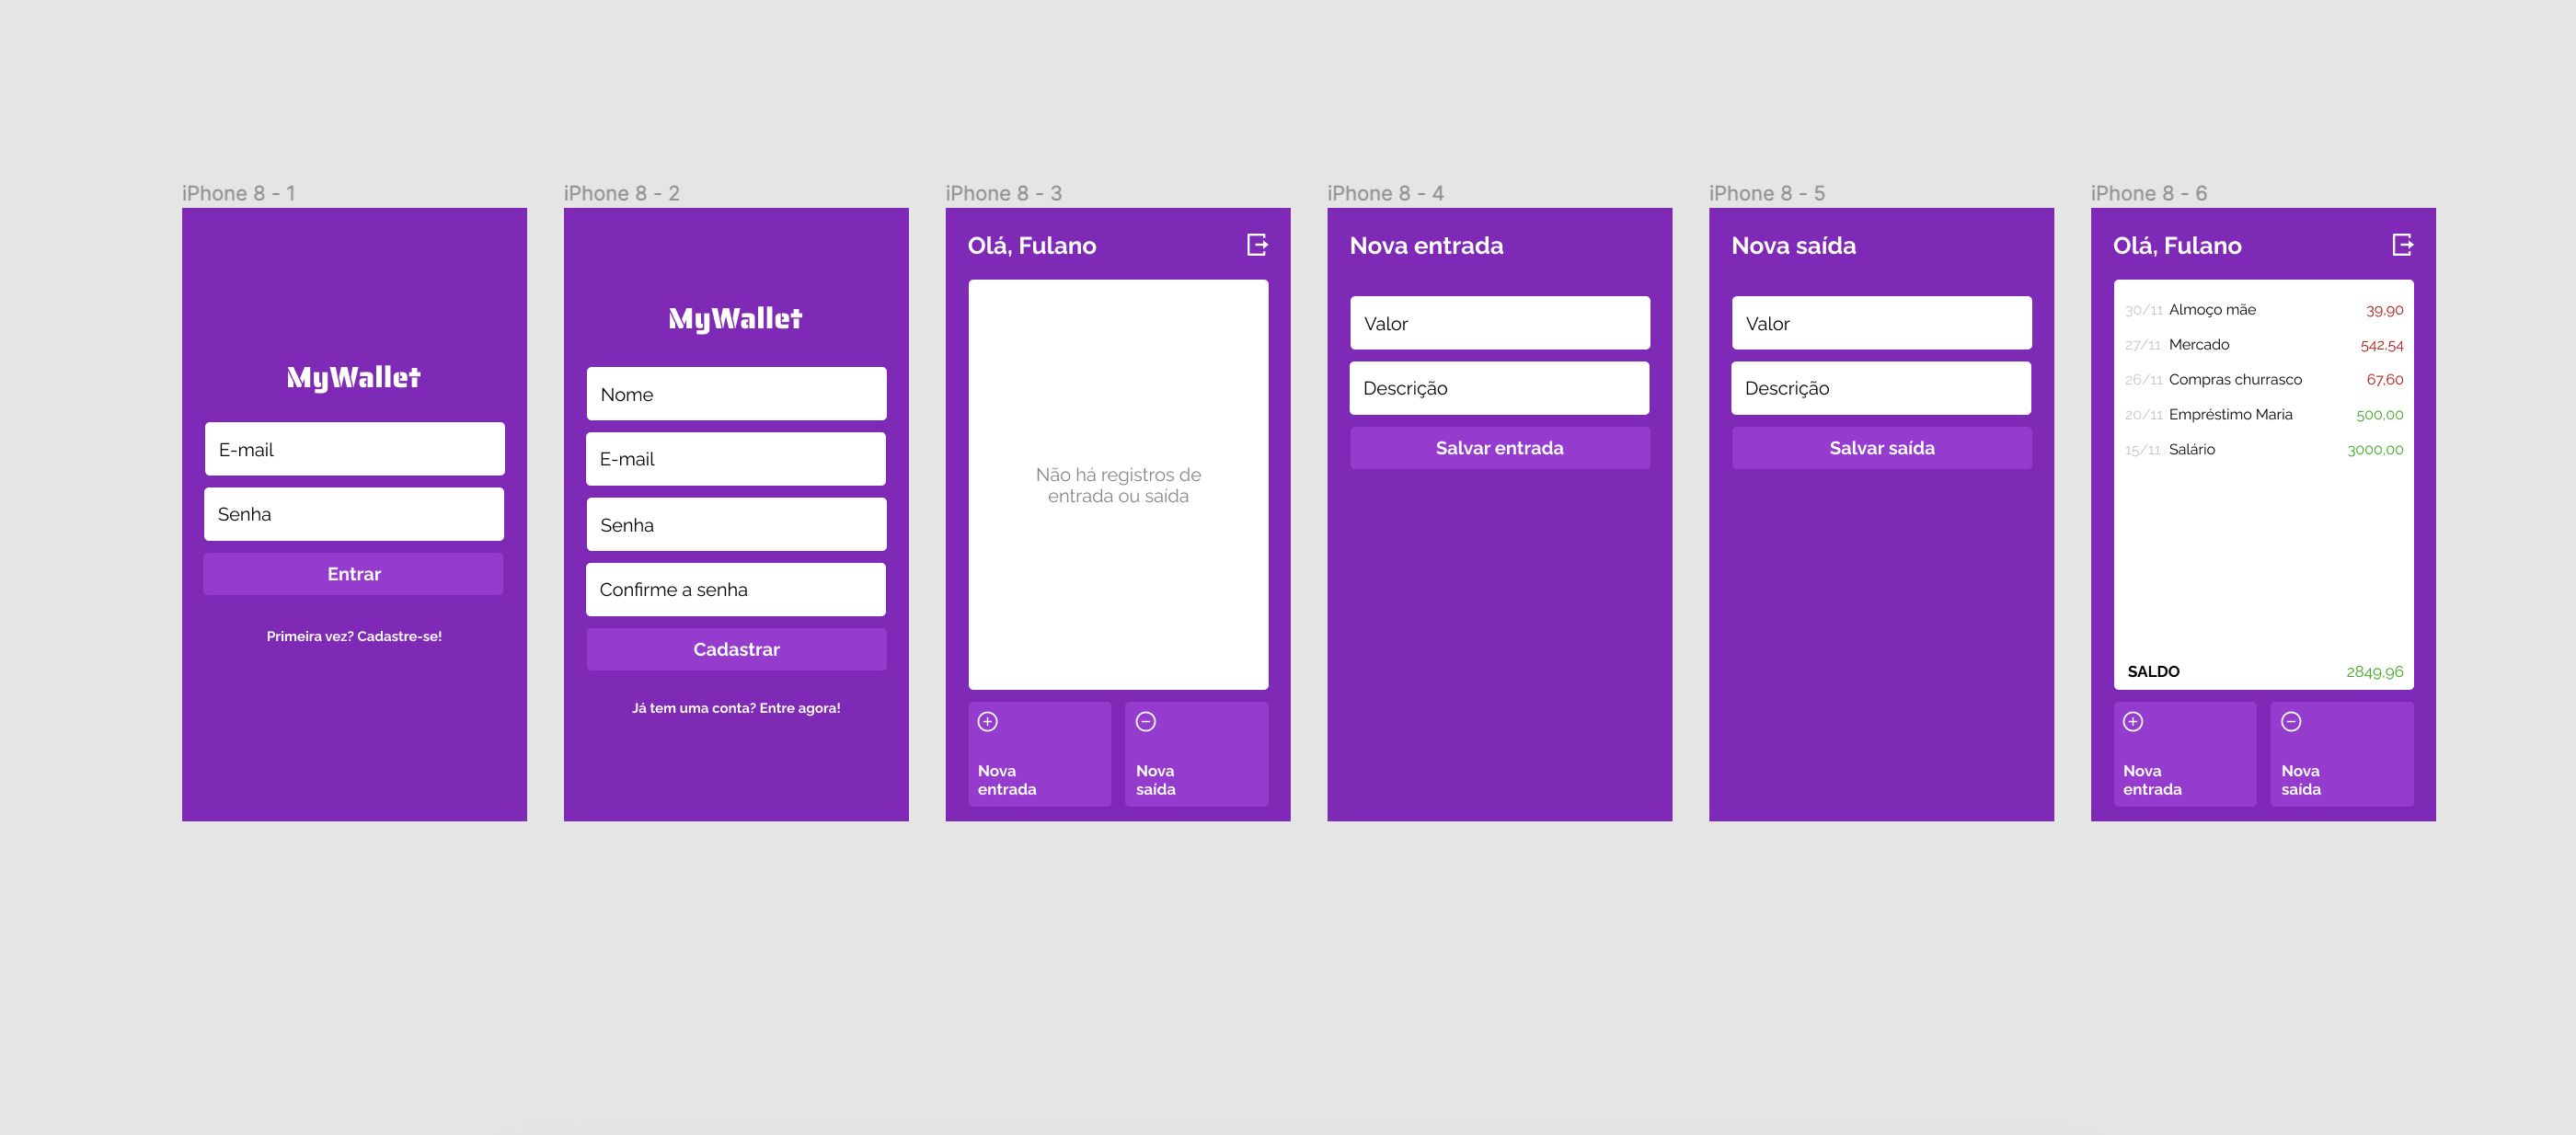 iPhone 8 - 1
MyWallet
E-mail
Senha
Entrar
Primeira vez? Cadastre-se!
iPhone 8 - 2
MyWallet
Nome
E-mail
Senha
Confirme a senha
Cadastrar
Já tem uma conta? Entre agora!
iPhone 8 - 3
Olá, Fulano
Não há registros de
entrada ou saída
Nova
entrada
Nova
saída
iPhone 8 - 4
Nova entrada
Valor
Descrição
Salvar entrada
iPhone 8 - 5
Nova saída
Valor
Descrição
Salvar saída
iPhone 8 - 6
Olá, Fulano
30/11 Almoço mãe 39,90
27/11 Mercado 542,54
26/11 Compras churrasco 67,60
20/11 Empréstimo Maria 500,00
15/11 Salário 3000,00
SALDO 2849,96
Nova
entrada
Nova
saída